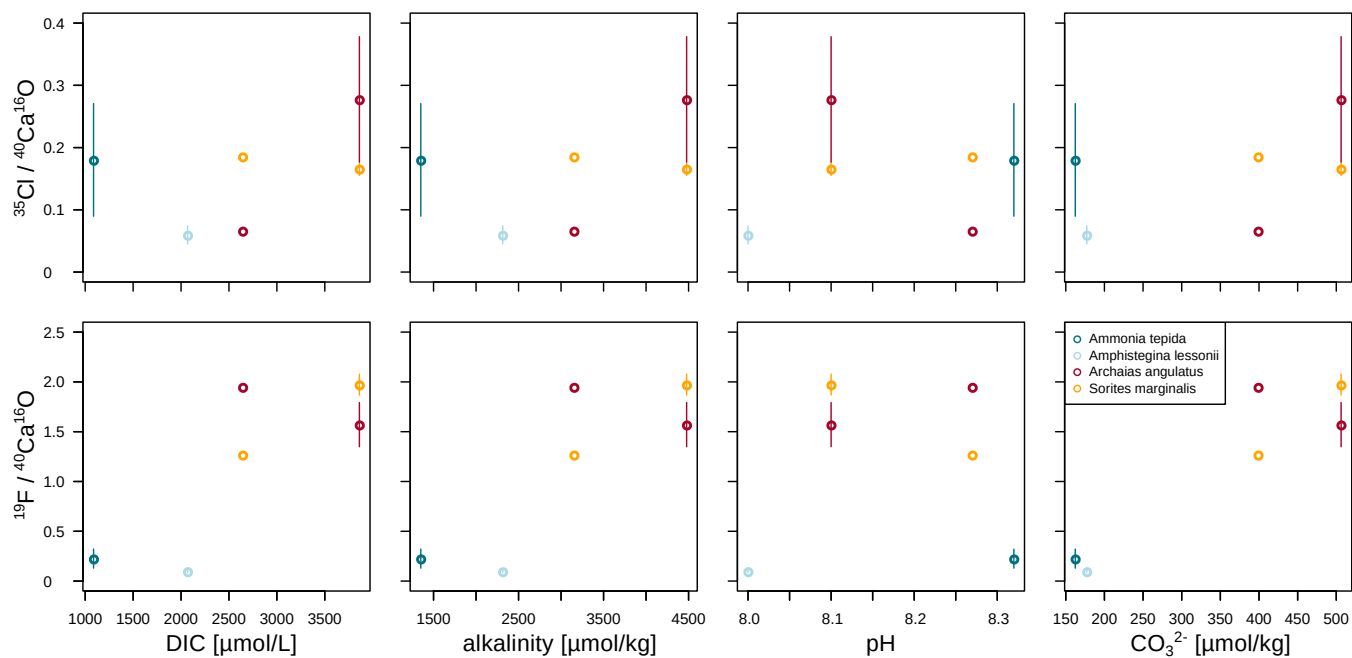 ³⁵Cl / ⁴⁰Ca¹⁶O
0.4
0.3
0.2
0.1
0
¹⁹F / ⁴⁰Ca¹⁶O
2.5
2.0
1.5
1.0
0.5
0
Ammonia tepida
Amphistegina lessonii
Archaias angulatus
Sorites marginalis
1000 1500 2000 2500 3000 3500
DIC [µmol/L]
1500 2500 3500 4500
alkalinity [µmol/kg]
8.0 8.1 8.2 8.3
pH
150 200 250 300 350 400 450 500
CO₃²⁻ [µmol/kg]